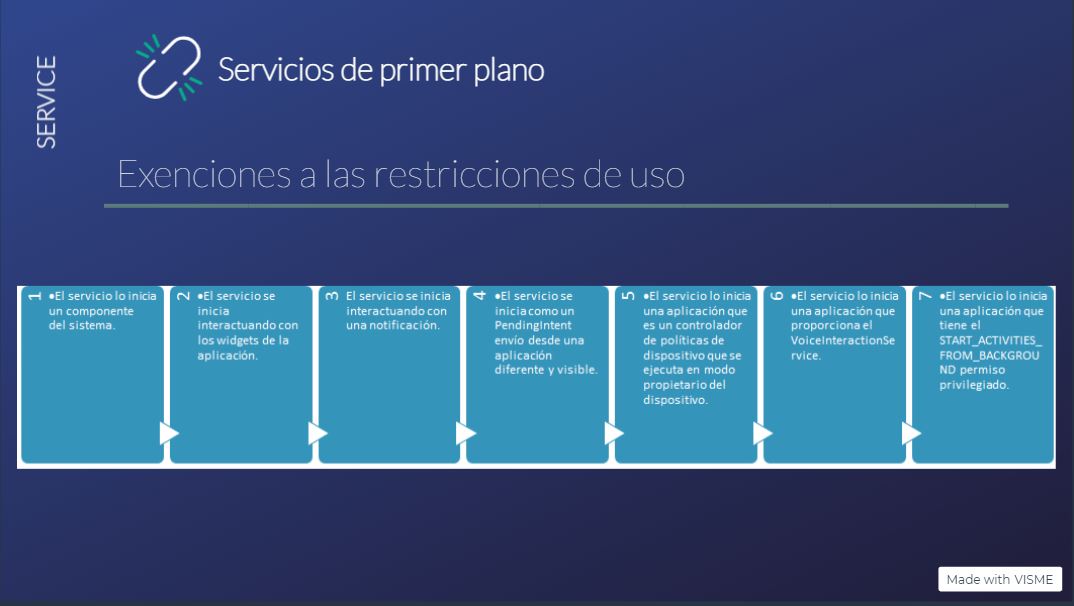 SERVICE
Servicios de primer plano
Exenciones a las restricciones de uso
1
•El servicio lo inicia
un componente
del sistema.
2
•El servicio se
inicia
interactuando con
los widgets de la
aplicación.
3
El servicio se inicia
interactuando con
una notificación.
4
•El servicio se
inicia como un
PendingIntent
envío desde una
aplicación
diferente y visible.
5
•El servicio lo inicia
una aplicación que
es un controlador
de políticas de
dispositivo que se
ejecuta en modo
propietario del
dispositivo.
6
•El servicio lo inicia
una aplicación que
proporciona el
VoiceInteractionSe
rvice.
7
•El servicio lo inicia
una aplicación que
tiene el
START_ACTIVITIES_
FROM_BACKGROU
ND permiso
privilegiado.
Made with VISME